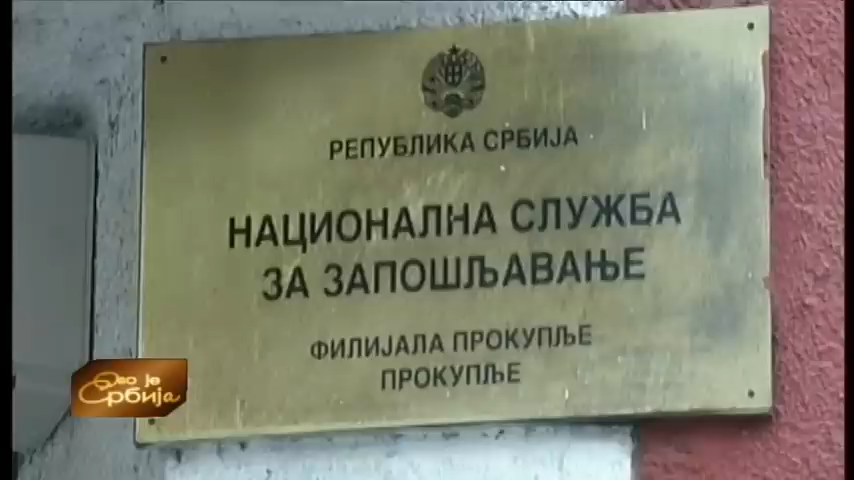 РЕПУБЛИКА СРБИЈА
НАЦИОНАЛНА СЛУЖБА
ЗА ЗАПОШЉАВАЊЕ
ФИЛИЈАЛА ПРОКУПЉЕ
ПРОКУПЉЕ
Ово је
Србија